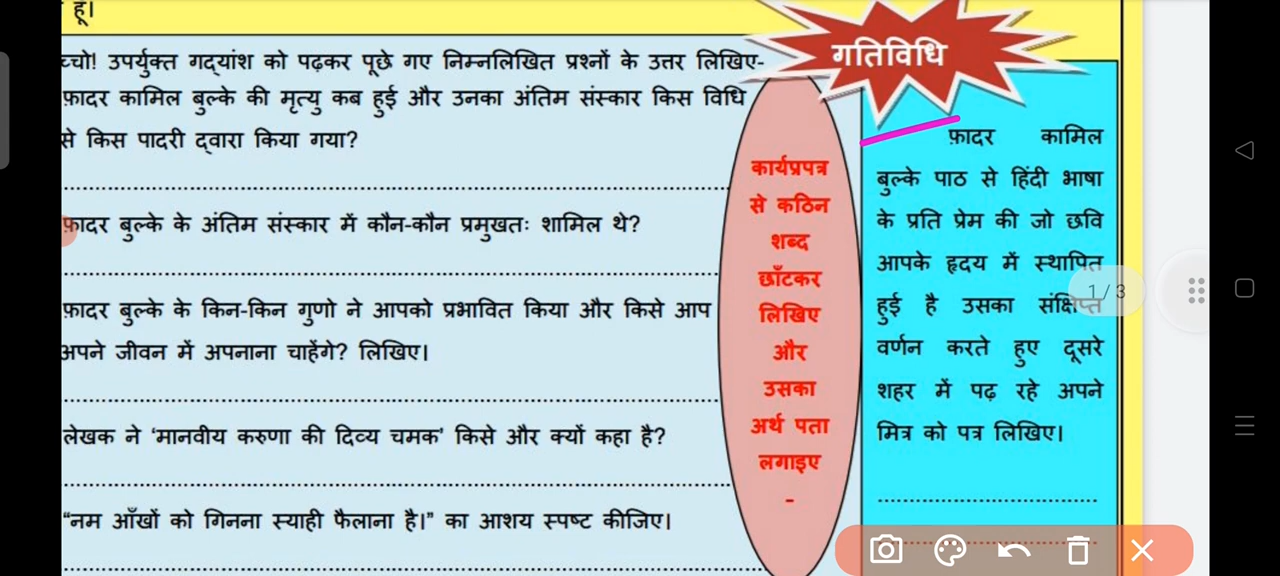 हूँ।
च्चो! उपर्युक्त गद्यांश को पढ़कर पूछे गए निम्नलिखित प्रश्नों के उत्तर लिखिए-
फ़ादर कामिल बुल्के की मृत्यु कब हुई और उनका अंतिम संस्कार किस विधि
से किस पादरी द्वारा किया गया?
फ़ादर बुल्के के अंतिम संस्कार में कौन-कौन प्रमुखतः शामिल थे?
फ़ादर बुल्के के किन-किन गुणो ने आपको प्रभावित किया और किसे आप
अपने जीवन में अपनाना चाहेंगे? लिखिए।
लेखक ने ‘मानवीय करुणा की दिव्य चमक’ किसे और क्यों कहा है?
“नम आँखों को गिनना स्याही फैलाना है।” का आशय स्पष्ट कीजिए।
कार्यप्रपत्र
से कठिन
शब्द
छाँटकर
लिखिए
और
उसका
अर्थ पता
लगाइए
-
गतिविधि
फ़ादर कामिल
बुल्के पाठ से हिंदी भाषा
के प्रति प्रेम की जो छवि
आपके हृदय में स्थापित
हुई है उसका संक्षिप्त
वर्णन करते हुए दूसरे
शहर में पढ़ रहे अपने
मित्र को पत्र लिखिए।
1/3